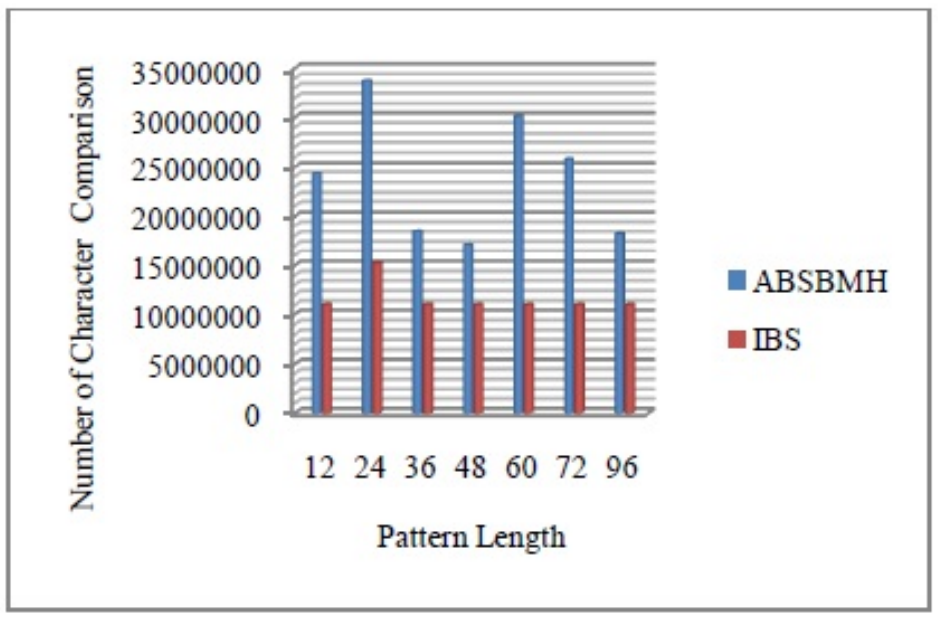 Number of Character Comparison
35000000
30000000
25000000
20000000
15000000
10000000
5000000
0
12 24 36 48 60 72 96
Pattern Length
ABSBMH
IBS